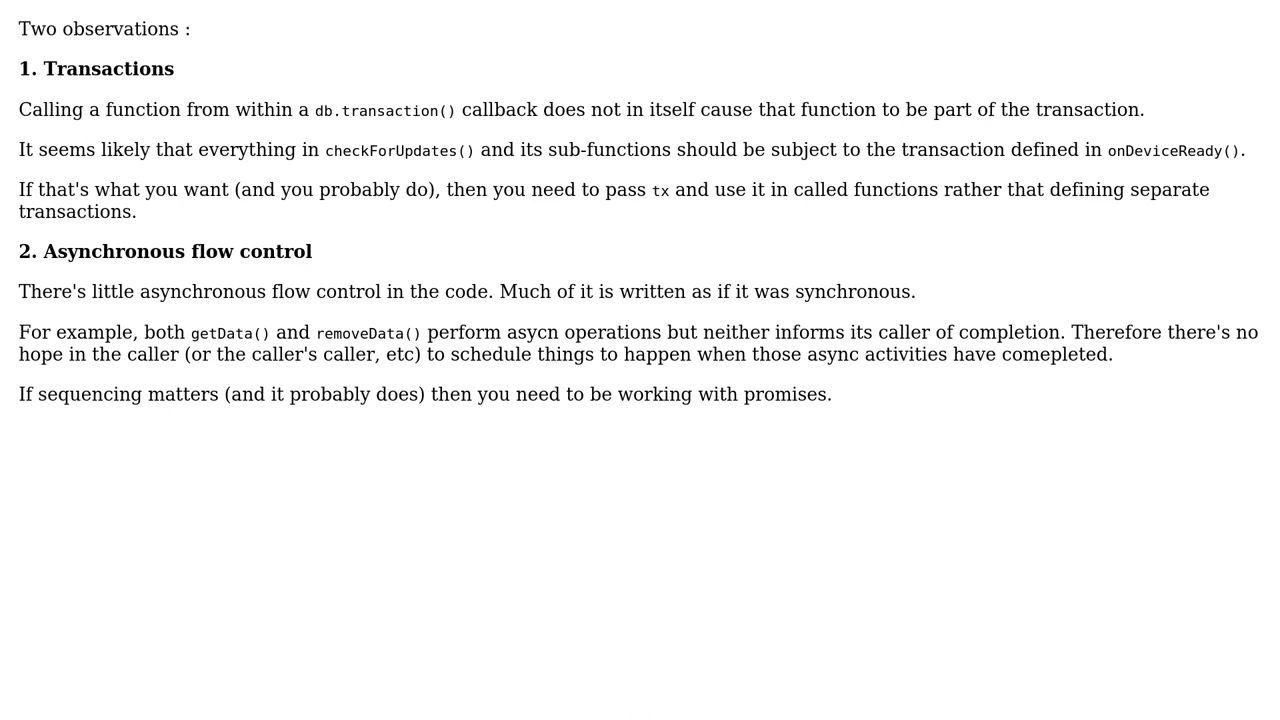 Two observations :
1. Transactions
Calling a function from within a db.transaction() callback does not in itself cause that function to be part of the transaction.
It seems likely that everything in checkForUpdates() and its sub-functions should be subject to the transaction defined in onDeviceReady().
If that's what you want (and you probably do), then you need to pass tx and use it in called functions rather that defining separate
transactions.
2. Asynchronous flow control
There's little asynchronous flow control in the code. Much of it is written as if it was synchronous.
For example, both getData() and removeData() perform asycn operations but neither informs its caller of completion. Therefore there's no
hope in the caller (or the caller's caller, etc) to schedule things to happen when those async activities have comepleted.
If sequencing matters (and it probably does) then you need to be working with promises.